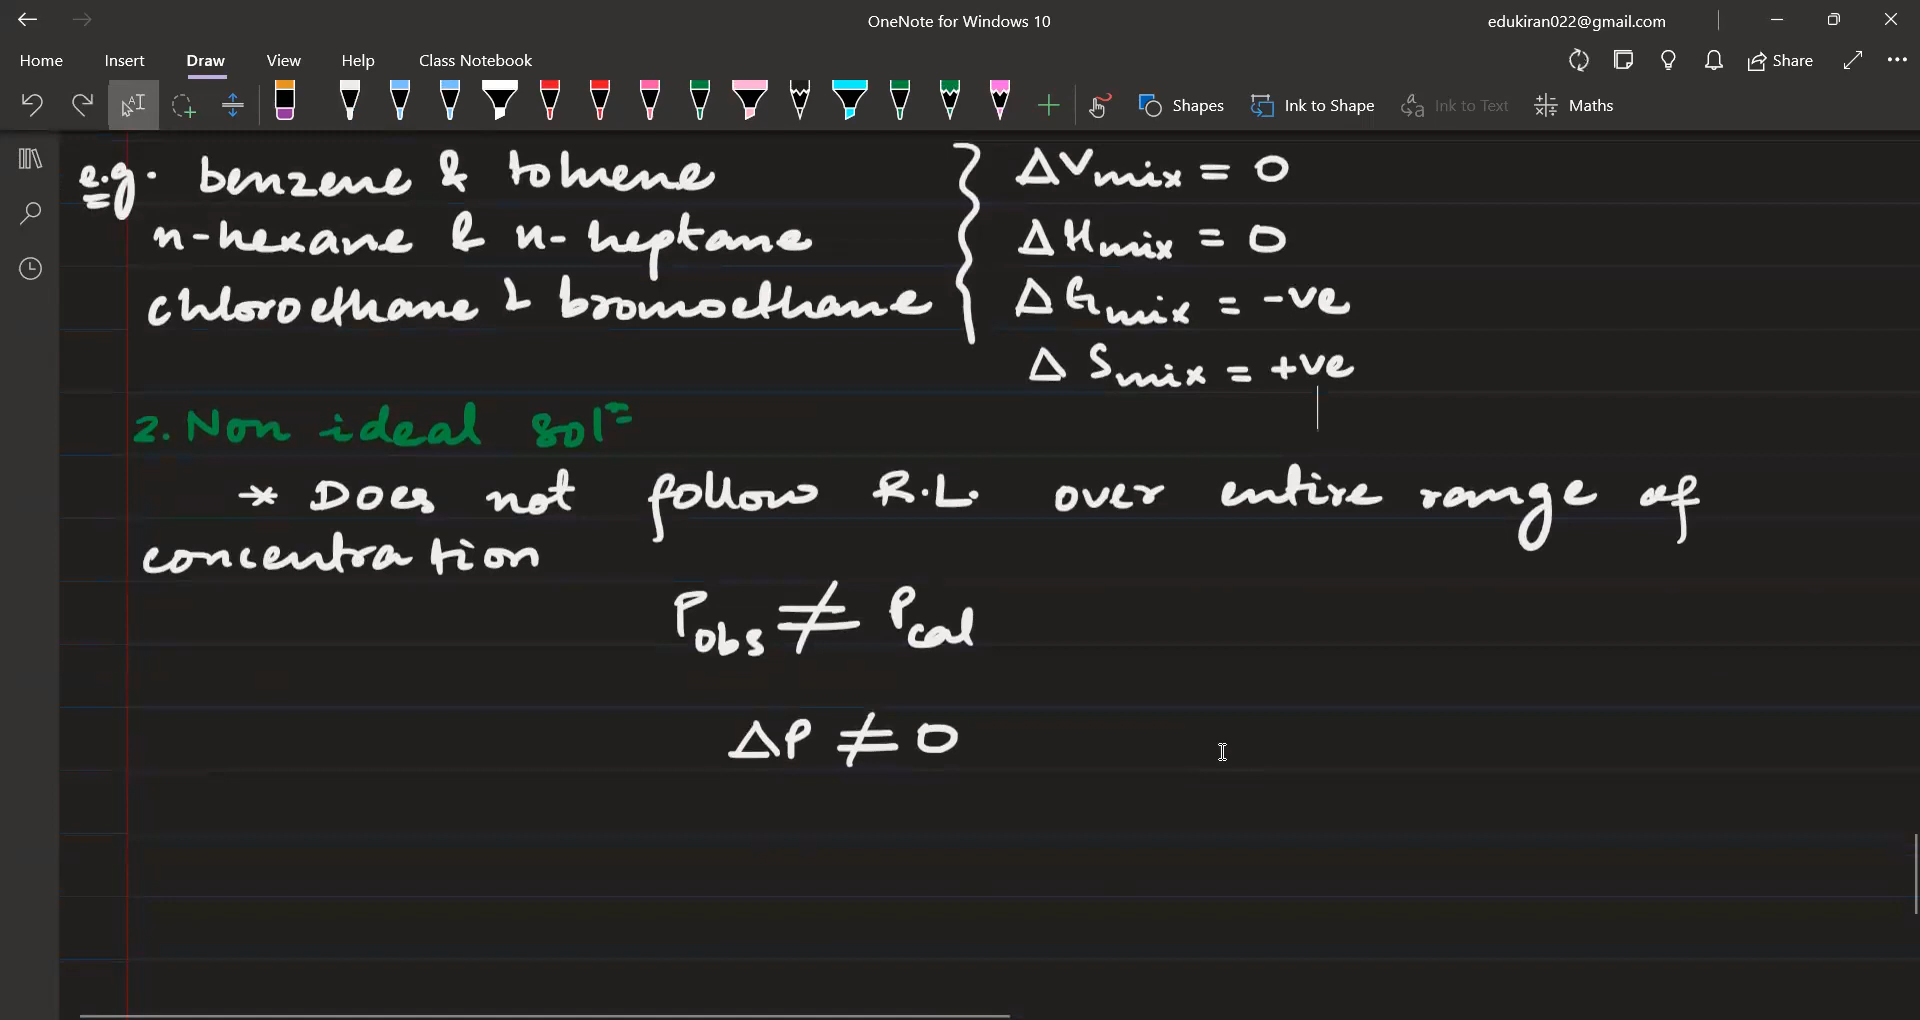 OneNote for Windows 10
edukiran022@gmail.com
Home Insert Draw View Help Class Notebook
Share
Shapes Ink to Shape Ink to Text Maths
e.g. benzene & toluene
n-hexane & n-heptane
chloroethane & bromoethane
ΔVmix = 0
ΔHmix = 0
ΔGmix = -ve
ΔSmix = +ve
2. Non ideal solⁿ
* Does not follow R.L. over entire range of
concentration
Pobs ≠ Pcal
ΔP ≠ 0